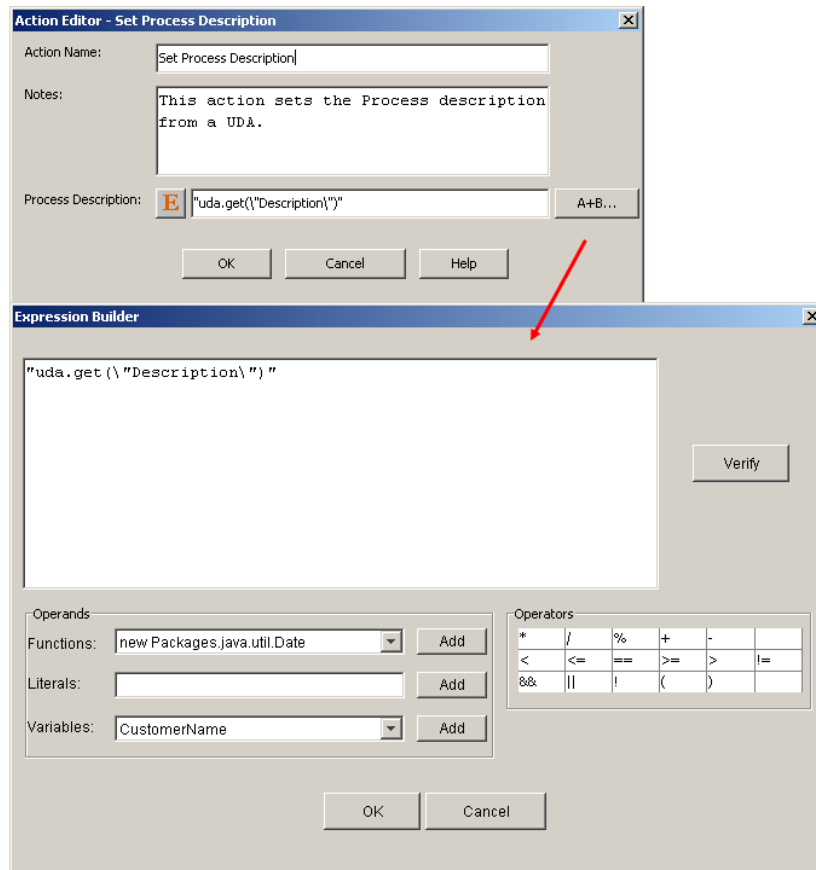 Action Editor - Set Process Description
Action Name:
Set Process Description
Notes:
This action sets the Process description
from a UDA.
Process Description:
E
"uda.get(\"Description\")"
A+B...
OK
Cancel
Help
Expression Builder
"uda.get(\"Description\")"
Verify
Operands
Functions:
new Packages.java.util.Date
Add
Literals:
Add
Variables:
CustomerName
Add
Operators
* / % + -
< <= == >= > !=
&& || ! ( )
OK
Cancel